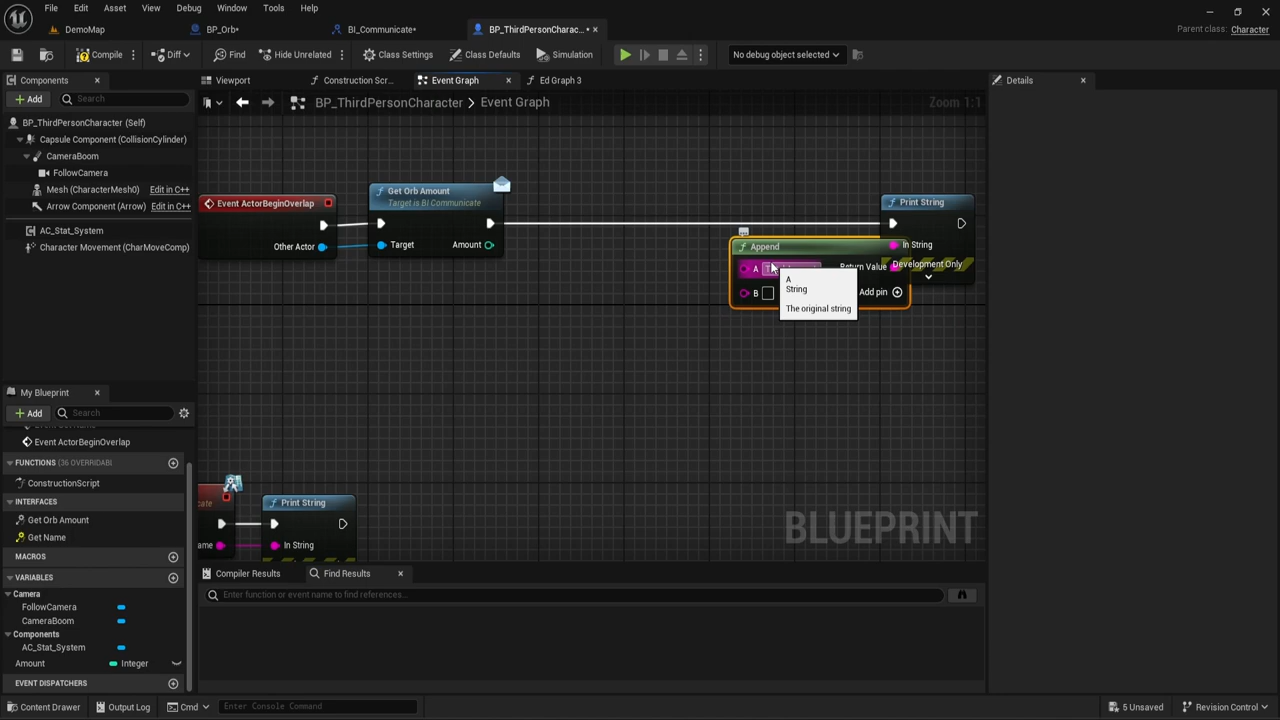 File Edit Asset View Debug Window Tools Help
DemoMap
BP_Orb*
BI_Communicate*
BP_ThirdPersonCharac...*
Parent class: Character
Compile
Diff
Find
Hide Unrelated
Class Settings
Class Defaults
Simulation
No debug object selected
Components
Viewport
Construction Scr...
Event Graph
Ed Graph 3
Details
Add
Search
BP_ThirdPersonCharacter > Event Graph
Zoom 1:1
BP_ThirdPersonCharacter (Self)
Capsule Component (CollisionCylinder)
CameraBoom
FollowCamera
Mesh (CharacterMesh0) Edit in C++
Arrow Component (Arrow) Edit in C++
AC_Stat_System
Character Movement (CharMoveComp)
Event ActorBeginOverlap
Other Actor
Get Orb Amount
Target is BI Communicate
Target
Amount
Print String
In String
Development Only
Append
A
Return Value
B
Add pin
A
String
The original string
My Blueprint
Add
Search
Event ActorBeginOverlap
FUNCTIONS (36 OVERRIDABL
ConstructionScript
INTERFACES
Get Orb Amount
Get Name
MACROS
VARIABLES
Camera
FollowCamera
CameraBoom
Components
AC_Stat_System
Amount Integer
EVENT DISPATCHERS
Print String
In String
BLUEPRINT
Compiler Results
Find Results
Enter function or event name to find references...
Content Drawer
Output Log
Cmd
Enter Console Command
5 Unsaved
Revision Control